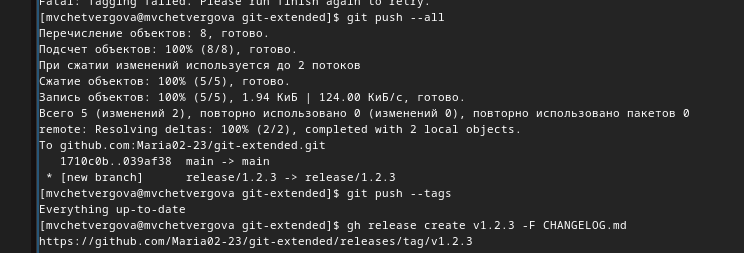 Fatal: Tagging failed. Please run finish again to retry.
[mvchetvergova@mvchetvergova git-extended]$ git push --all
Перечисление объектов: 8, готово.
Подсчет объектов: 100% (8/8), готово.
При сжатии изменений используется до 2 потоков
Сжатие объектов: 100% (5/5), готово.
Запись объектов: 100% (5/5), 1.94 КиБ | 124.00 КиБ/с, готово.
Всего 5 (изменений 2), повторно использовано 0 (изменений 0), повторно использовано пакетов 0
remote: Resolving deltas: 100% (2/2), completed with 2 local objects.
To github.com:Maria02-23/git-extended.git
   1710c0b..039af38  main -> main
 * [new branch]      release/1.2.3 -> release/1.2.3
[mvchetvergova@mvchetvergova git-extended]$ git push --tags
Everything up-to-date
[mvchetvergova@mvchetvergova git-extended]$ gh release create v1.2.3 -F CHANGELOG.md
https://github.com/Maria02-23/git-extended/releases/tag/v1.2.3